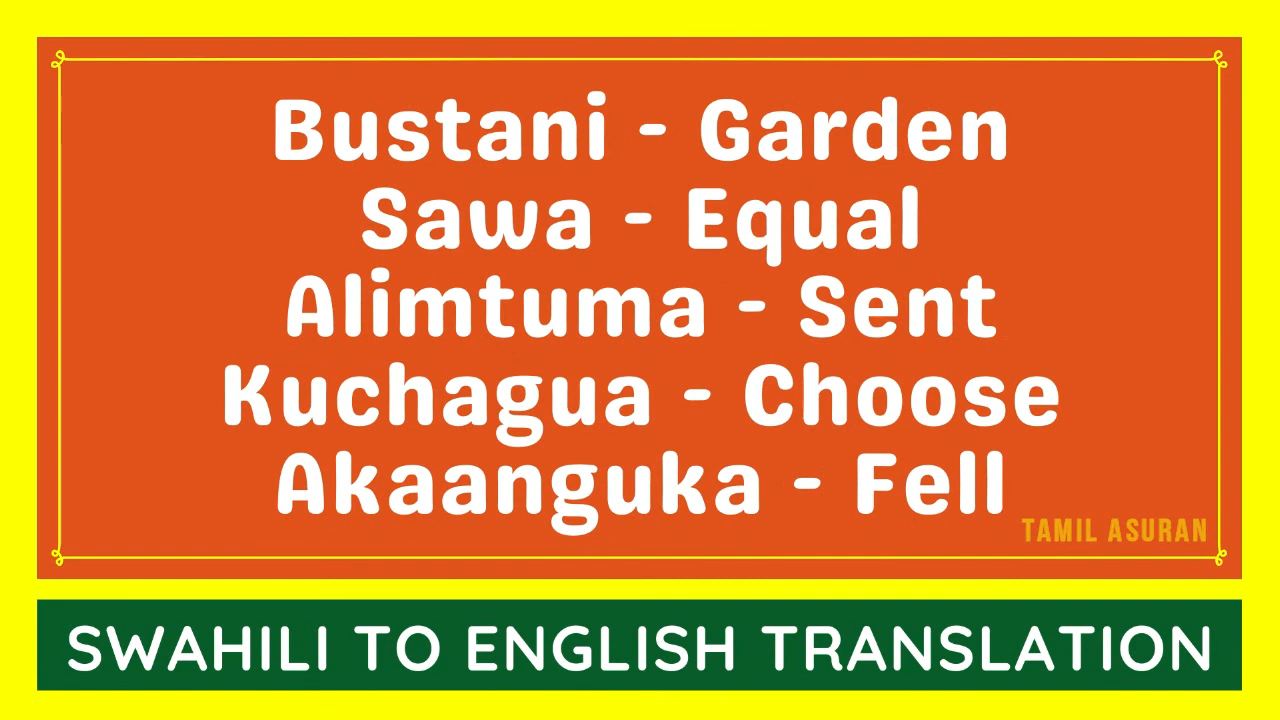 Bustani - Garden
Sawa - Equal
Alimtuma - Sent
Kuchagua - Choose
Akaanguka - Fell
TAMIL ASURAN
SWAHILI TO ENGLISH TRANSLATION